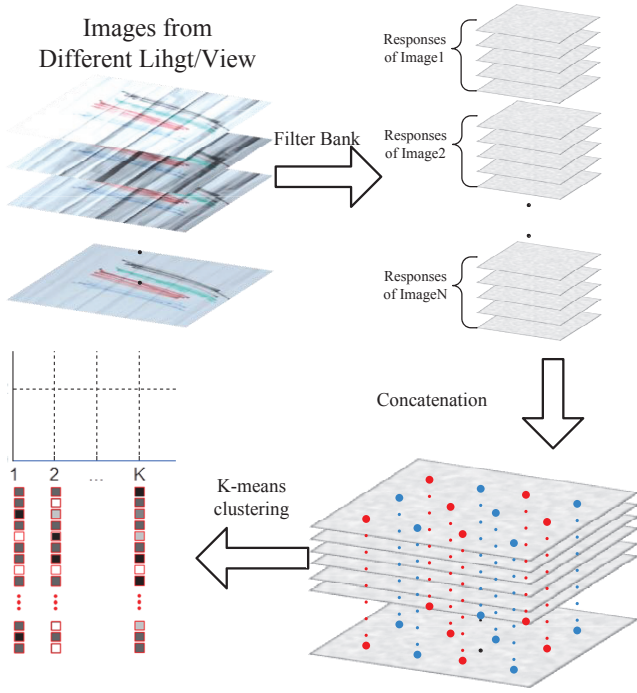 Images from
Different Lihgt/View
Filter Bank
Responses
of Image1
Responses
of Image2
Responses
of ImageN
Concatenation
K-means
clustering
1 2 ... K